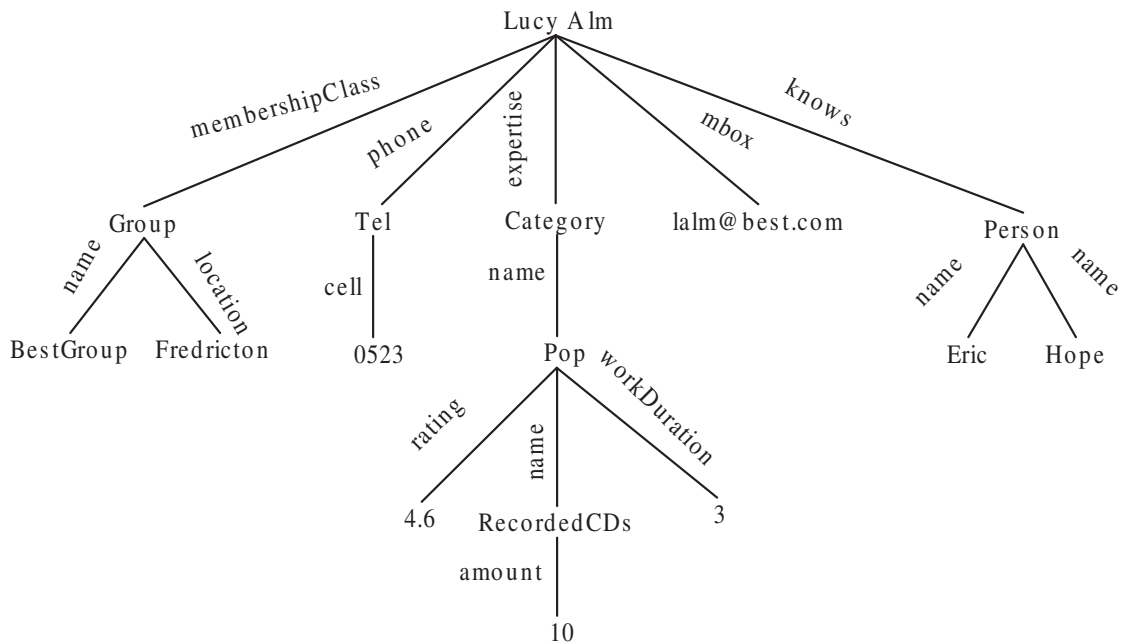 Lucy Alm
membershipClass
phone
expertise
mbox
knows
Group
Tel
Category
lalm@best.com
Person
name
location
cell
name
name
name
BestGroup
Fredricton
0523
Pop
Eric
Hope
rating
name
workDuration
4.6
RecordedCDs
3
amount
10